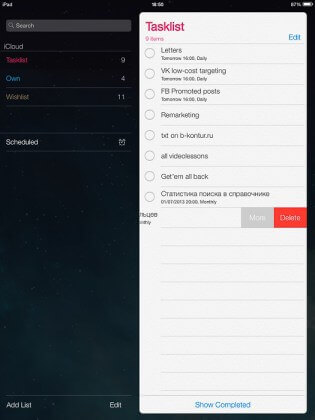 iPad
18:50
87%
Search
iCloud
Tasklist 9
Own 4
Wishlist 11
Scheduled
Add List
Edit
Tasklist
9 items
Edit
Letters
Tomorrow 16:00, Daily
VK low-cost targeting
Tomorrow 16:00, Daily
FB Promoted posts
Tomorrow 16:00, Daily
Remarketing
txt on b-kontur.ru
all videolessons
Get'em all back
Статистика поиска в справочнике
01/07/2013 20:00, Monthly
льцев
nthly
More
Delete
Show Completed